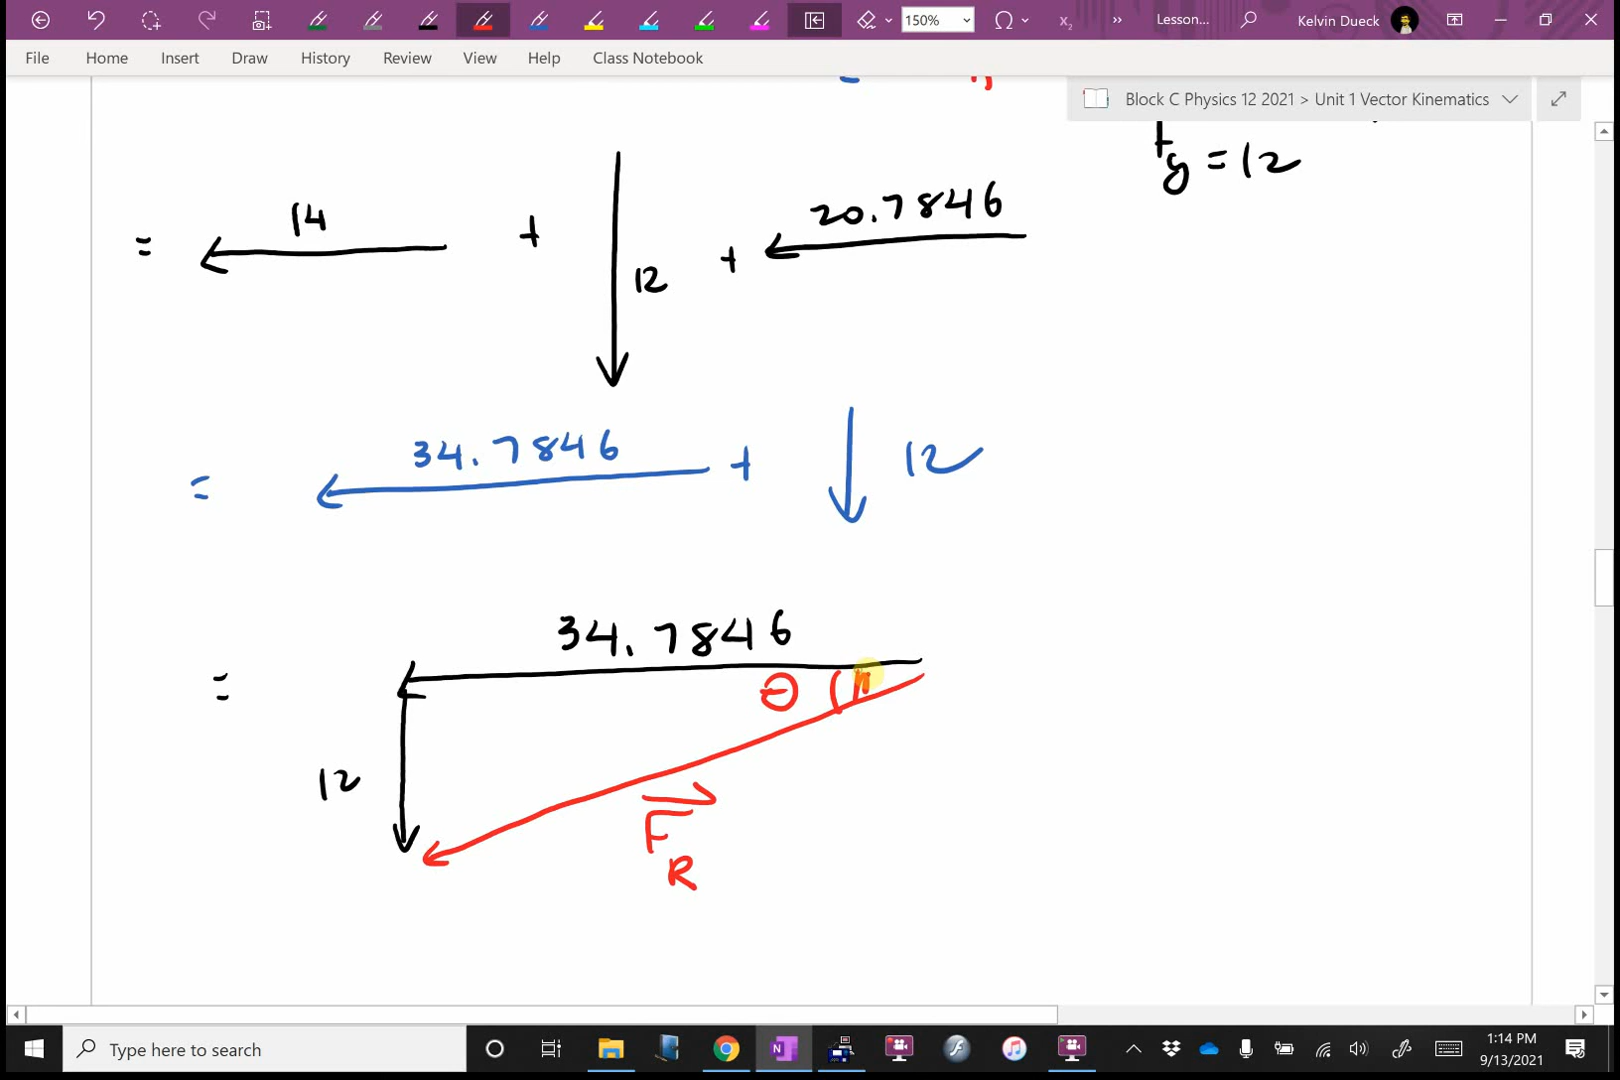 150% Ω x₂ » Lesson... Kelvin Dueck
File Home Insert Draw History Review View Help Class Notebook
Block C Physics 12 2021 > Unit 1 Vector Kinematics
y = 12
= 14 + 12 + 20.7846
= 34.7846 + 12
34.7846
= θ
12
F
R
Type here to search
1:14 PM
9/13/2021